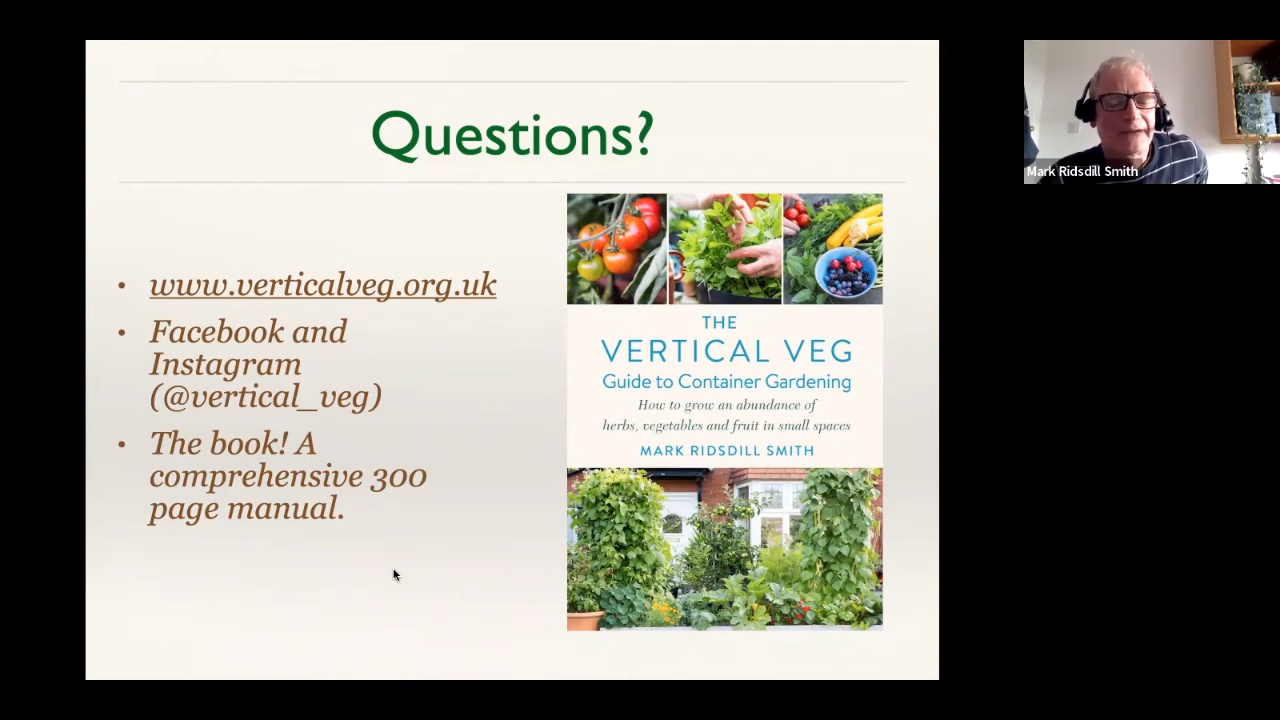 Questions?
• www.verticalveg.org.uk
• Facebook and
Instagram
(@vertical_veg)
• The book! A
comprehensive 300
page manual.
THE
VERTICAL VEG
Guide to Container Gardening
How to grow an abundance of
herbs, vegetables and fruit in small spaces
MARK RIDSDILL SMITH
Mark Ridsdill Smith